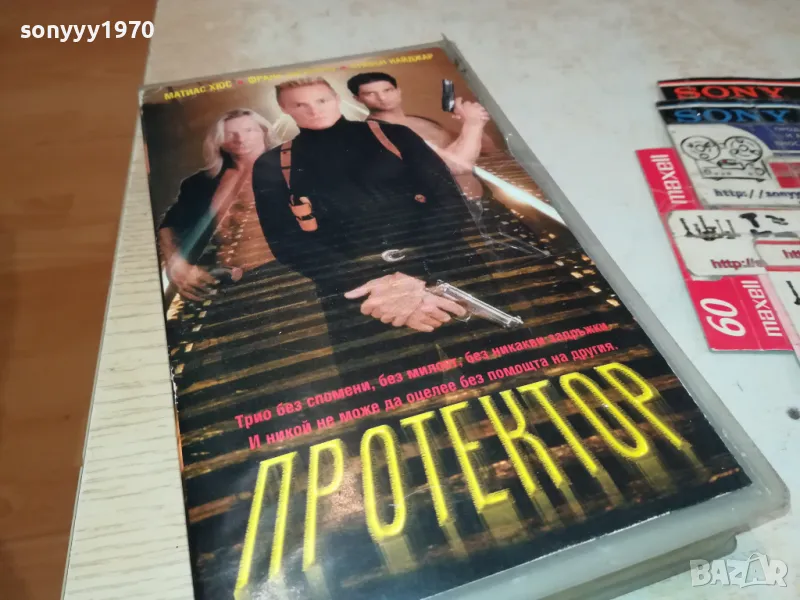 sonyyy1970
МАТИАС ХЮС
Трио без спомени, без милост, без никакви задръжки.
И никой не може да оцелее без помощта на другия.
ПРОТЕКТОР
SONY
SONY
maxell
60
maxell
BAZAR